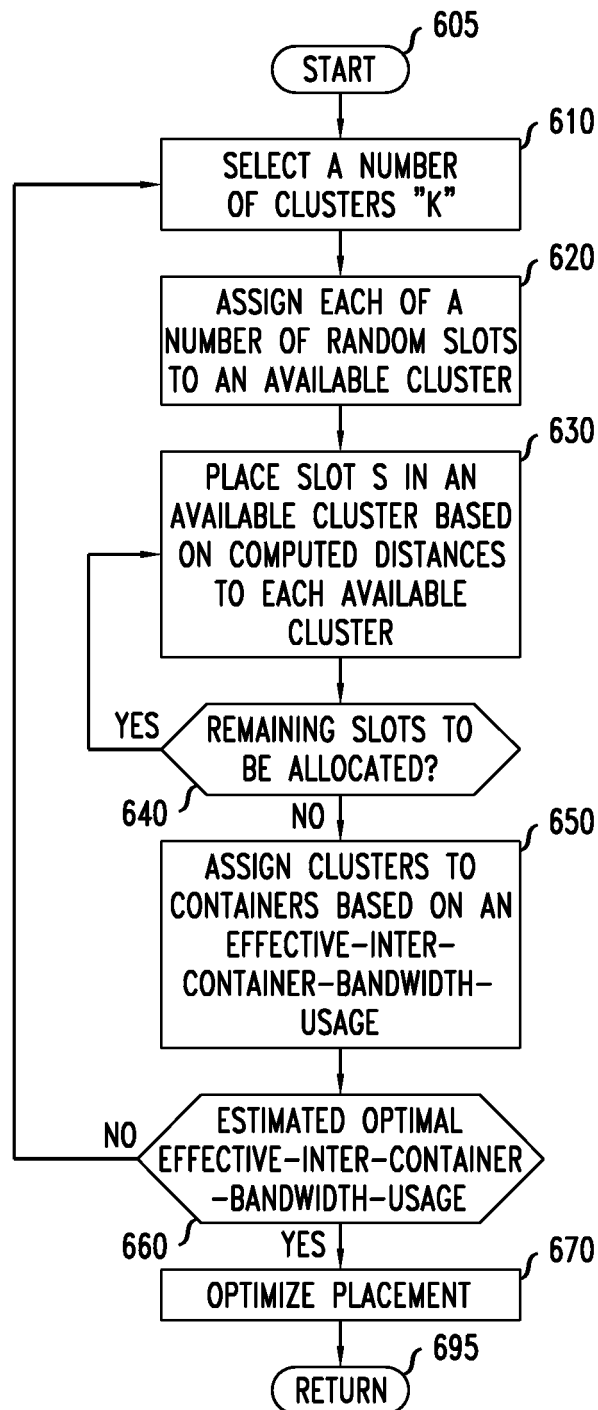 605
START
610
SELECT A NUMBER
OF CLUSTERS "K"
620
ASSIGN EACH OF A
NUMBER OF RANDOM SLOTS
TO AN AVAILABLE CLUSTER
630
PLACE SLOT S IN AN
AVAILABLE CLUSTER BASED
ON COMPUTED DISTANCES
TO EACH AVAILABLE
CLUSTER
YES
REMAINING SLOTS TO
BE ALLOCATED?
640
NO
650
ASSIGN CLUSTERS TO
CONTAINERS BASED ON AN
EFFECTIVE-INTER-
CONTAINER-BANDWIDTH-
USAGE
NO
ESTIMATED OPTIMAL
EFFECTIVE-INTER-CONTAINER
-BANDWIDTH-USAGE
660
YES
670
OPTIMIZE PLACEMENT
695
RETURN